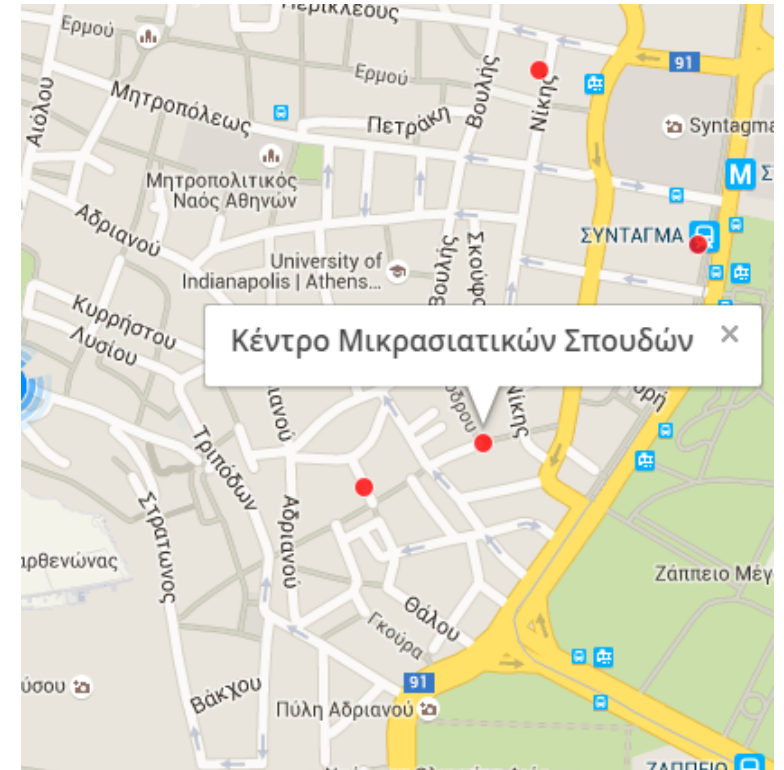 Περικλέους
Ερμού
91
Ερμού
Βουλής
Νίκης
Αιόλου
Μητροπόλεως
Πετράκη
Syntagma
M
Μητροπολιτικός
Ναός Αθηνών
Αδριανού
ΣΥΝΤΑΓΜΑ
University of
Indianapolis | Athens...
Βουλής
Κυρρήστου
Λυσίου
Κέντρο Μικρασιατικών Σπουδών ×
Νίκης
Τριπόδων
Αδριανού
Στράτωνος
Ζάππειο
Θάλου
Γκούρα
91
Βάκχου
Πύλη Αδριανού
ΖΑΠΠΕΙΟ